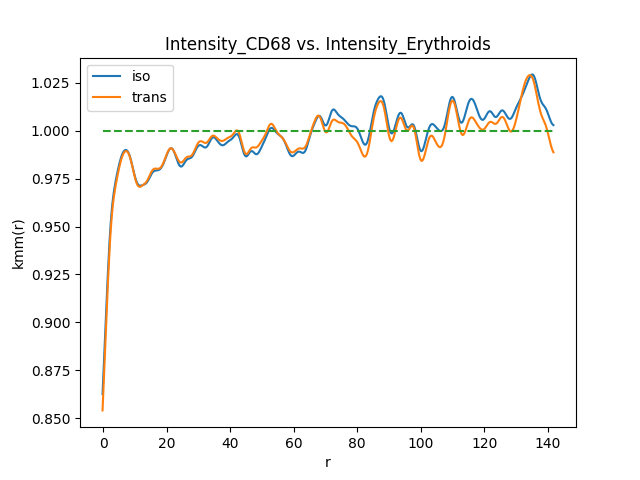 Intensity_CD68 vs. Intensity_Erythroids
iso
trans
1.025
1.000
0.975
0.950
0.925
0.900
0.875
0.850
kmm(r)
0 20 40 60 80 100 120 140
r